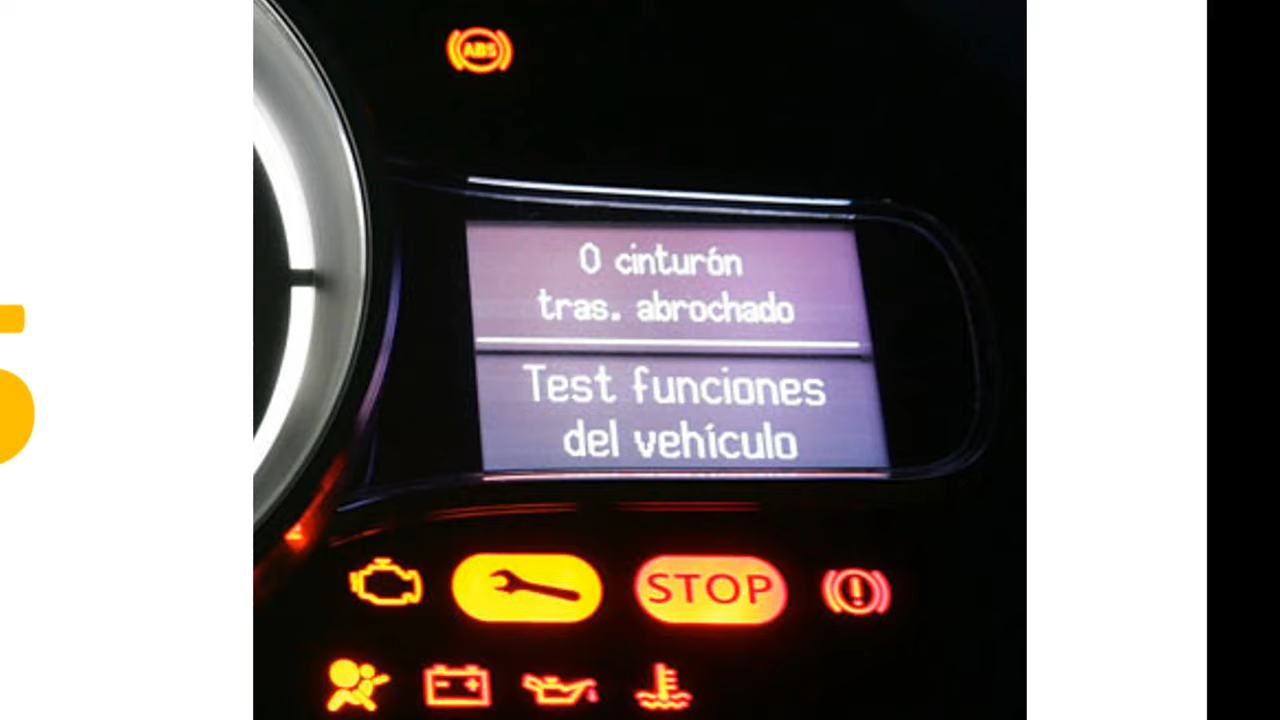 ABS
0 cinturón
tras. abrochado
Test funciones
del vehículo
STOP